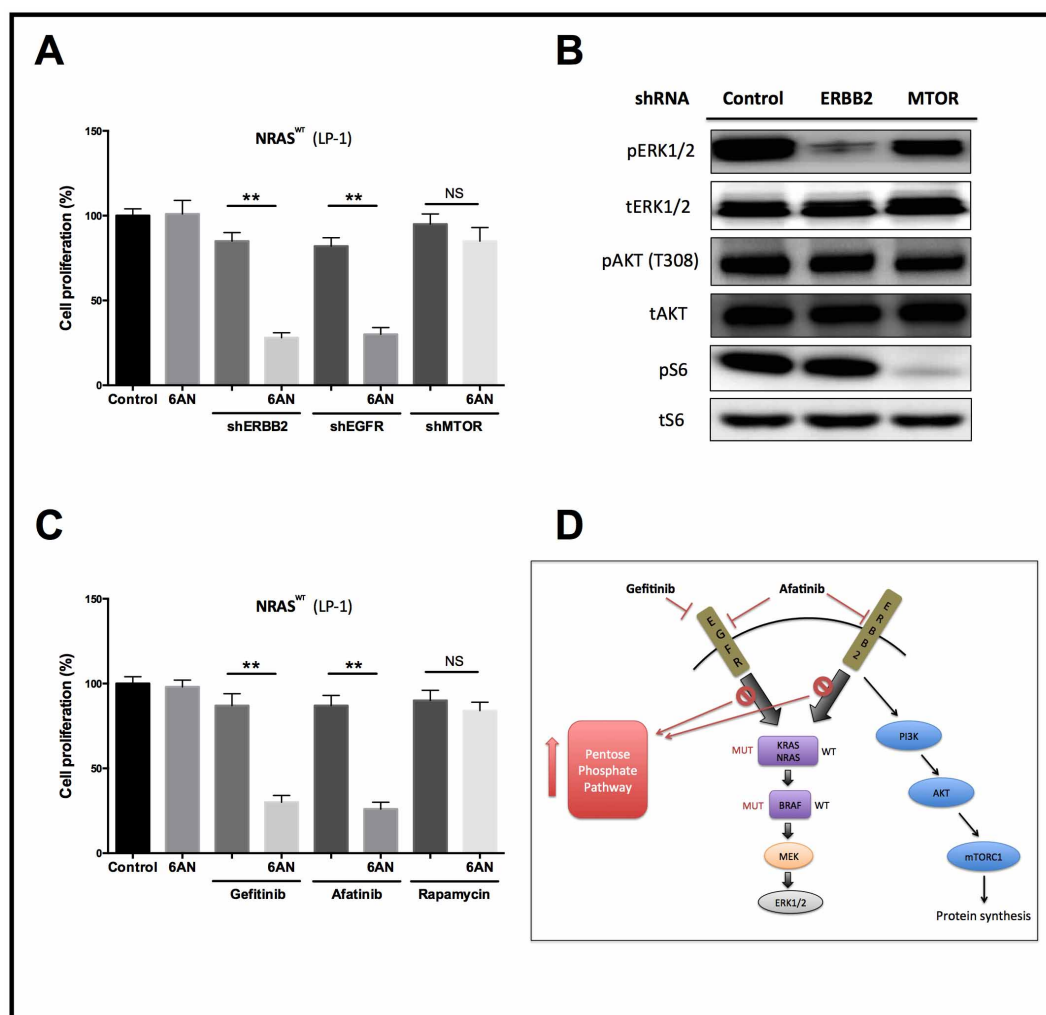 A
NRAS^WT (LP-1)
Cell proliferation (%)
150
100
50
0
** ** NS
Control 6AN 6AN 6AN 6AN
shERBB2 shEGFR shMTOR
B
shRNA Control ERBB2 MTOR
pERK1/2
tERK1/2
pAKT (T308)
tAKT
pS6
tS6
C
NRAS^WT (LP-1)
Cell proliferation (%)
150
100
50
0
** ** NS
Control 6AN 6AN 6AN 6AN
Gefitinib Afatinib Rapamycin
D
Gefitinib Afatinib
EGFR
ERBB2
Pentose
Phosphate
Pathway
MUT KRAS WT
NRAS
MUT BRAF WT
MEK
ERK1/2
PI3K
AKT
mTORC1
Protein synthesis